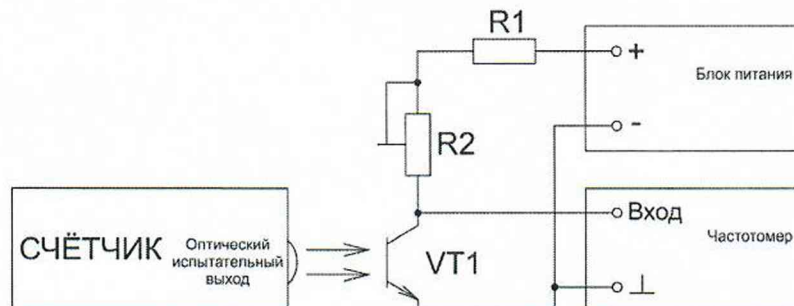 R1
+
Блок питания
-
R2
Вход
Частотомер
СЧЁТЧИК
Оптический
испытательный
выход
VT1
⊥